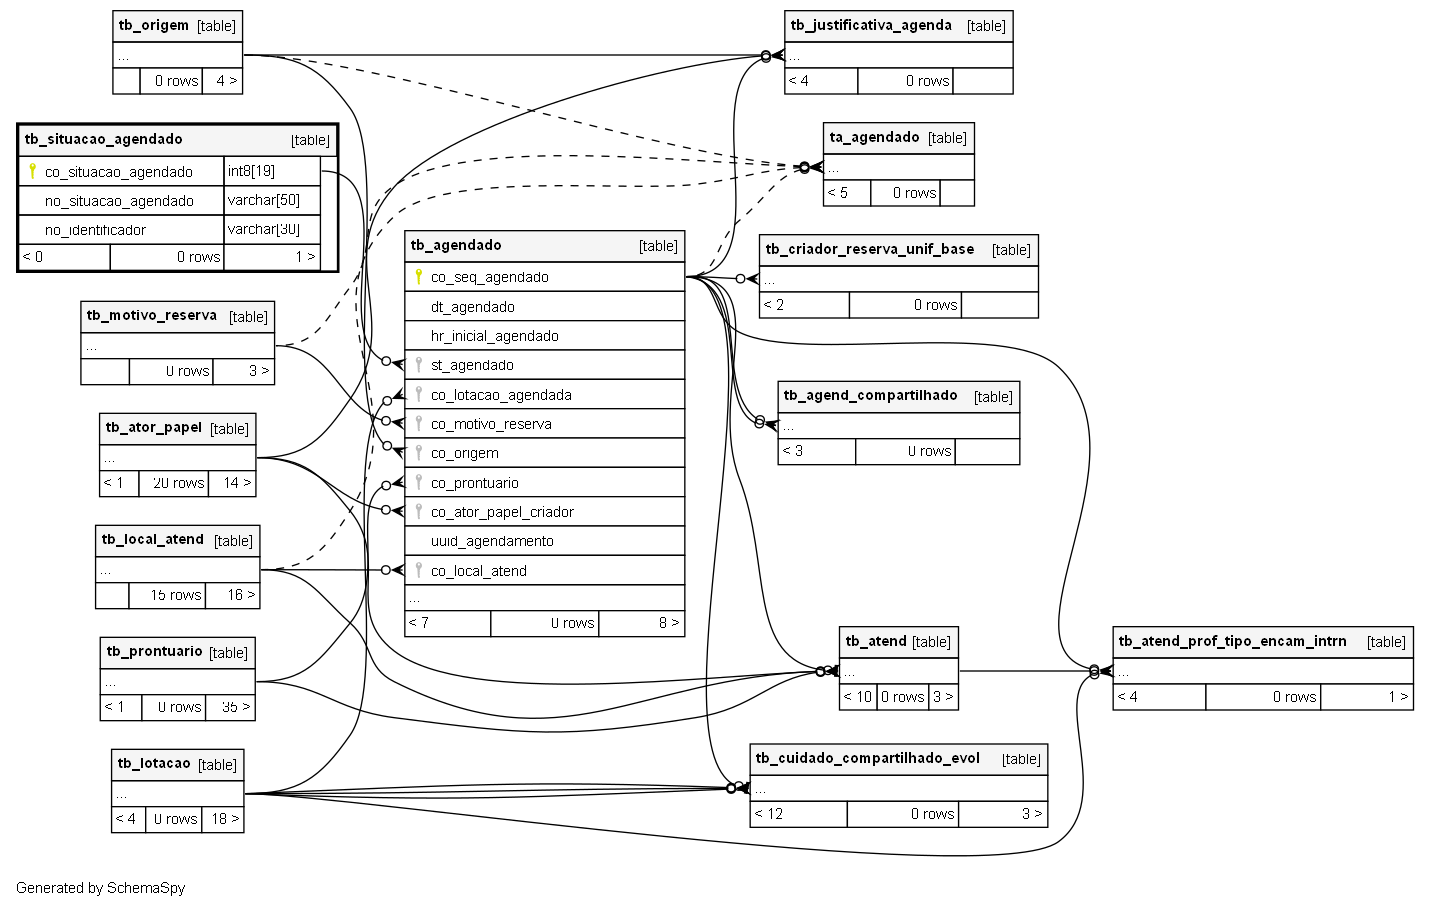 tb_origem [table]
...
0 rows 4 >
tb_situacao_agendado [table]
co_situacao_agendado int8[19]
no_situacao_agendado varchar[50]
no_identificador varchar[30]
< 0 0 rows 1 >
tb_motivo_reserva [table]
...
0 rows 3 >
tb_ator_papel [table]
...
< 1 20 rows 14 >
tb_local_atend [table]
...
15 rows 16 >
tb_prontuario [table]
...
< 1 0 rows 35 >
tb_lotacao [table]
...
< 4 0 rows 18 >
tb_agendado [table]
co_seq_agendado
dt_agendado
hr_inicial_agendado
st_agendado
co_lotacao_agendada
co_motivo_reserva
co_origem
co_prontuario
co_ator_papel_criador
uuid_agendamento
co_local_atend
...
< 7 0 rows 8 >
tb_justificativa_agenda [table]
...
< 4 0 rows
ta_agendado [table]
...
< 5 0 rows
tb_criador_reserva_unif_base [table]
...
< 2 0 rows
tb_agend_compartilhado [table]
...
< 3 0 rows
tb_atend [table]
...
< 10 0 rows 3 >
tb_cuidado_compartilhado_evol [table]
...
< 12 0 rows 3 >
tb_atend_prof_tipo_encam_intrn [table]
...
< 4 0 rows 1 >
Generated by SchemaSpy